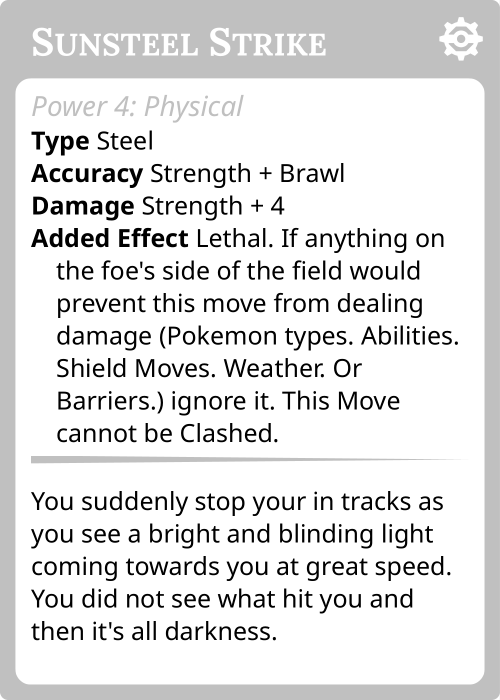 Sunsteel Strike
Power 4: Physical
Type Steel
Accuracy Strength + Brawl
Damage Strength + 4
Added Effect Lethal. If anything on
the foe's side of the field would
prevent this move from dealing
damage (Pokemon types. Abilities.
Shield Moves. Weather. Or
Barriers.) ignore it. This Move
cannot be Clashed.
You suddenly stop your in tracks as
you see a bright and blinding light
coming towards you at great speed.
You did not see what hit you and
then it's all darkness.